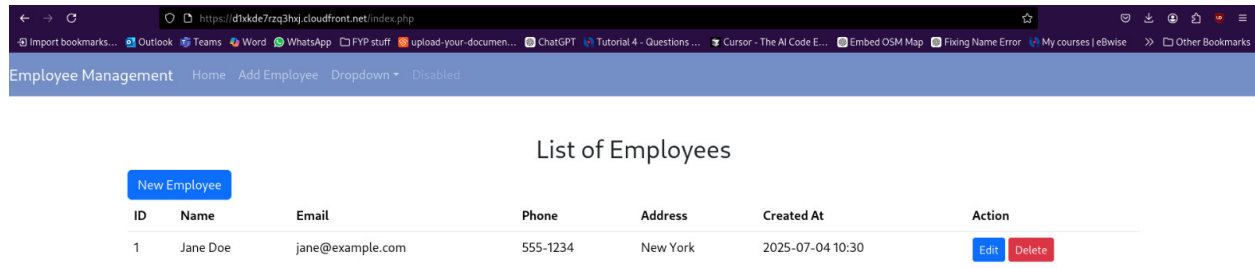 https://d1xkde7rzq3hxj.cloudfront.net/index.php
Import bookmarks... Outlook Teams Word WhatsApp FYP stuff upload-your-documen... ChatGPT Tutorial 4 - Questions ... Cursor - The AI Code E... Embed OSM Map Fixing Name Error My courses | eBwise Other Bookmarks
Employee Management Home Add Employee Dropdown Disabled
List of Employees
New Employee
ID Name Email Phone Address Created At Action
1 Jane Doe jane@example.com 555-1234 New York 2025-07-04 10:30 Edit Delete